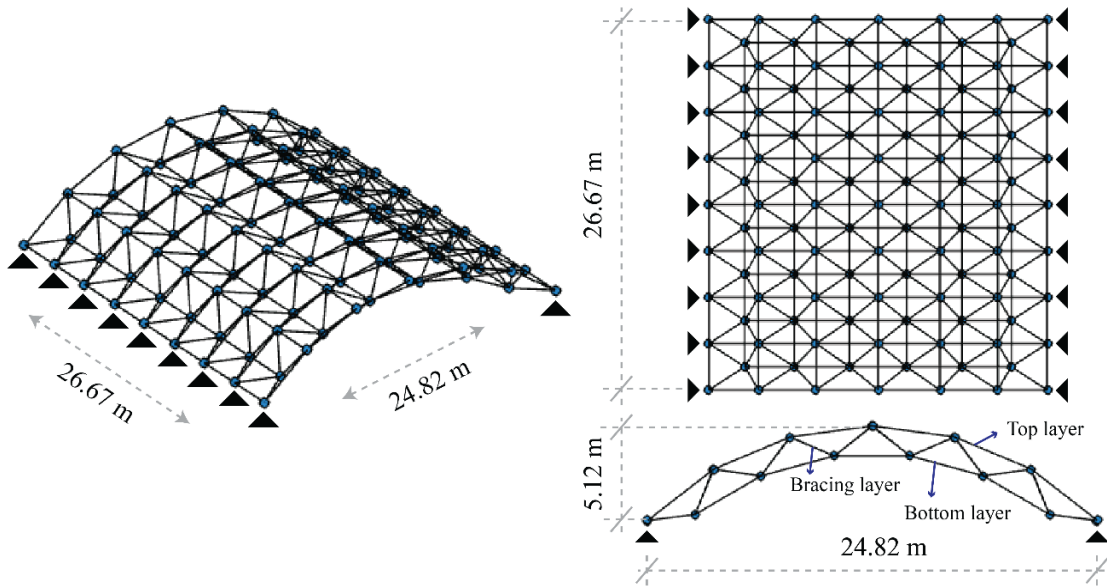 26.67 m
24.82 m
26.67 m
5.12 m
Top layer
Bracing layer
Bottom layer
24.82 m